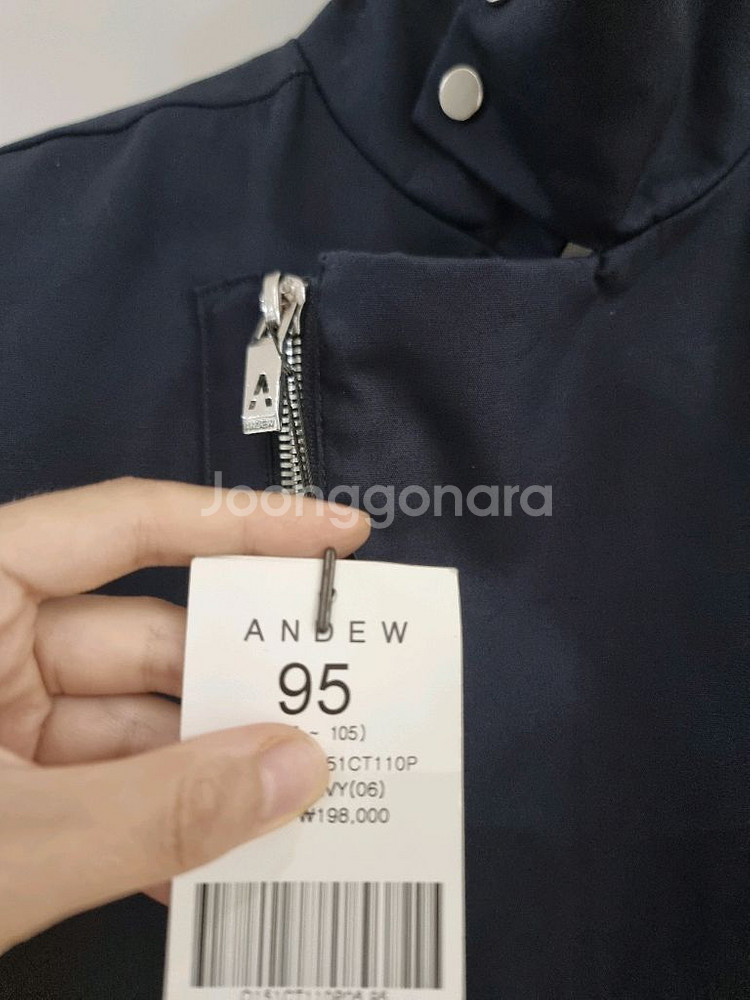 Joonggonara
ANDEW
95
~ 105)
51CT110P
VY(06)
₩198,000